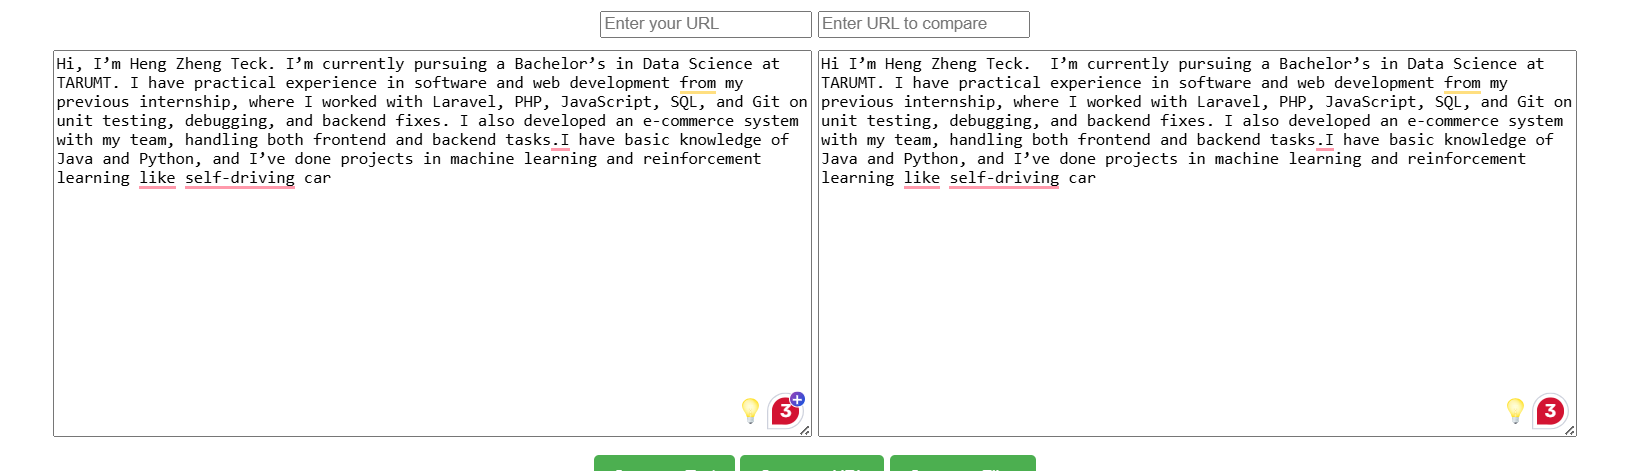 Enter your URL
Enter URL to compare
Hi, I’m Heng Zheng Teck. I’m currently pursuing a Bachelor’s in Data Science at
TARUMT. I have practical experience in software and web development from my
previous internship, where I worked with Laravel, PHP, JavaScript, SQL, and Git on
unit testing, debugging, and backend fixes. I also developed an e-commerce system
with my team, handling both frontend and backend tasks.I have basic knowledge of
Java and Python, and I’ve done projects in machine learning and reinforcement
learning like self-driving car
3
Hi I’m Heng Zheng Teck.  I’m currently pursuing a Bachelor’s in Data Science at
TARUMT. I have practical experience in software and web development from my
previous internship, where I worked with Laravel, PHP, JavaScript, SQL, and Git on
unit testing, debugging, and backend fixes. I also developed an e-commerce system
with my team, handling both frontend and backend tasks.I have basic knowledge of
Java and Python, and I’ve done projects in machine learning and reinforcement
learning like self-driving car
3